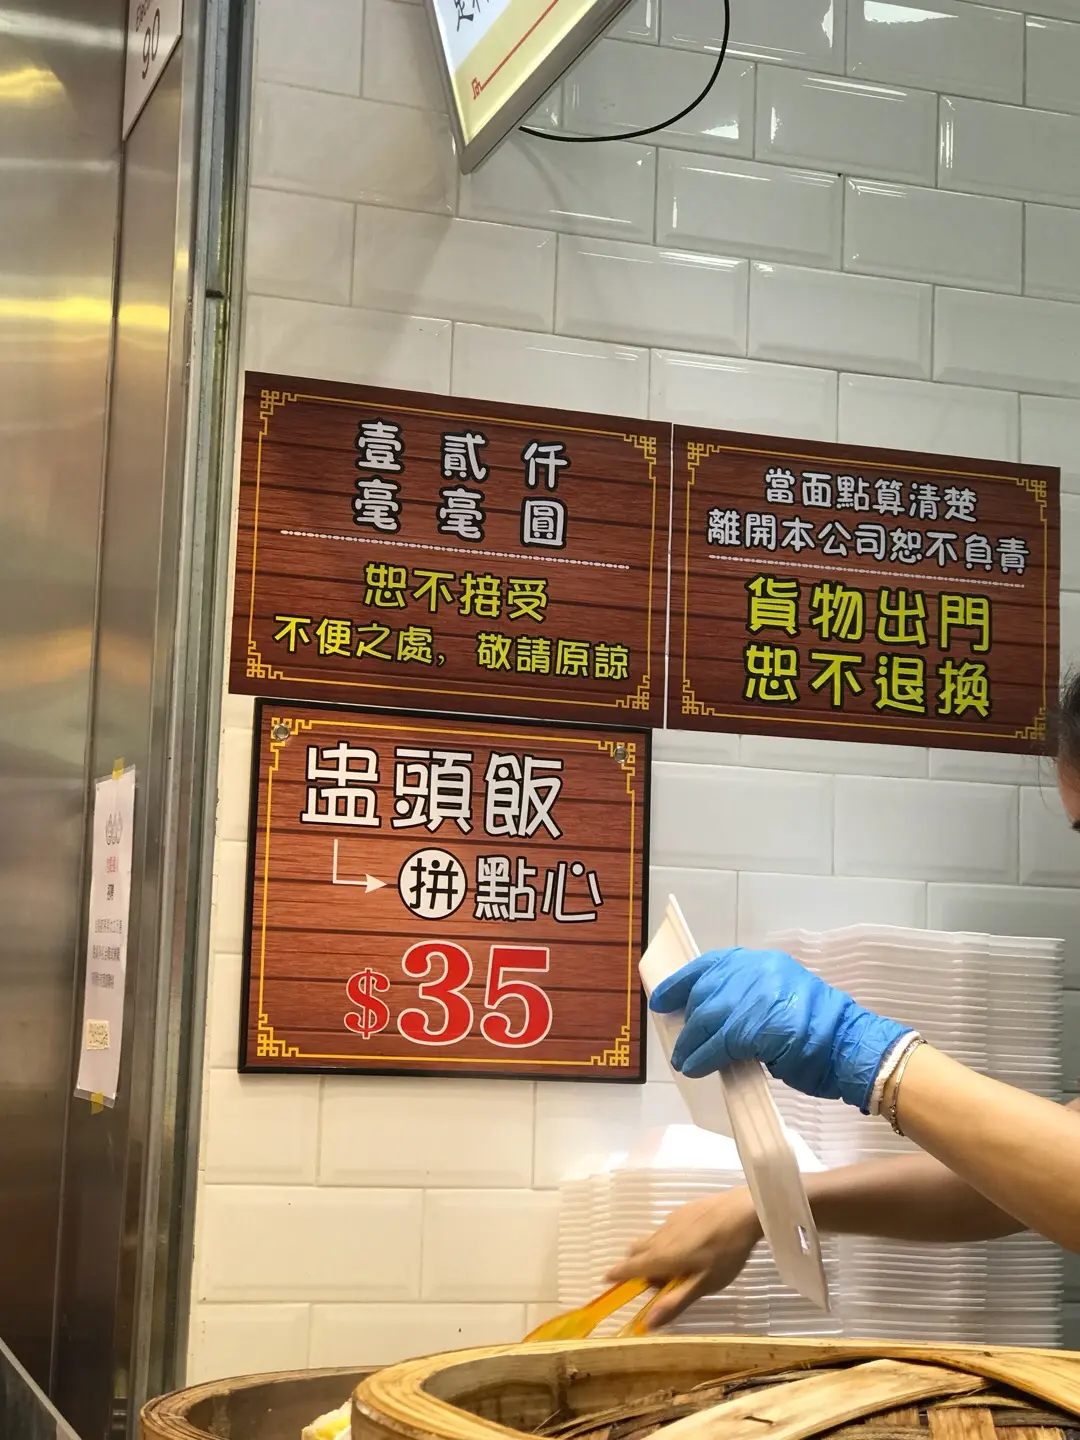 90
壹 貳 仟
毫 毫 圓
恕不接受
不便之處，敬請原諒
當面點算清楚
離開本公司恕不負責
貨物出門
恕不退換
盅頭飯
拼 點心
$35